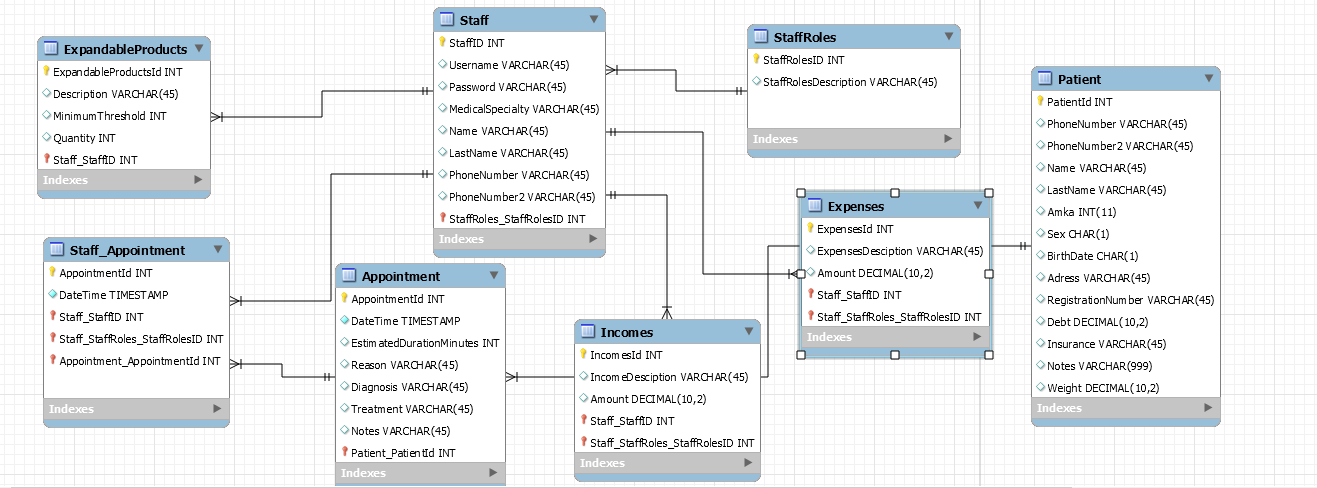 ExpandableProducts
ExpandableProductsId INT
Description VARCHAR(45)
MinimumThreshold INT
Quantity INT
Staff_StaffID INT
Indexes
Staff
StaffID INT
Username VARCHAR(45)
Password VARCHAR(45)
MedicalSpecialty VARCHAR(45)
Name VARCHAR(45)
LastName VARCHAR(45)
PhoneNumber VARCHAR(45)
PhoneNumber2 VARCHAR(45)
StaffRoles_StaffRolesID INT
Indexes
StaffRoles
StaffRolesID INT
StaffRolesDescription VARCHAR(45)
Indexes
Patient
PatientId INT
PhoneNumber VARCHAR(45)
PhoneNumber2 VARCHAR(45)
Name VARCHAR(45)
LastName VARCHAR(45)
Amka INT(11)
Sex CHAR(1)
BirthDate CHAR(1)
Adress VARCHAR(45)
RegistrationNumber VARCHAR(45)
Debt DECIMAL(10,2)
Insurance VARCHAR(45)
Notes VARCHAR(999)
Weight DECIMAL(10,2)
Indexes
Expenses
ExpensesId INT
ExpensesDesciption VARCHAR(45)
Amount DECIMAL(10,2)
Staff_StaffID INT
Staff_StaffRoles_StaffRolesID INT
Indexes
Staff_Appointment
AppointmentId INT
DateTime TIMESTAMP
Staff_StaffID INT
Staff_StaffRoles_StaffRolesID INT
Appointment_AppointmentId INT
Indexes
Appointment
AppointmentId INT
DateTime TIMESTAMP
EstimatedDurationMinutes INT
Reason VARCHAR(45)
Diagnosis VARCHAR(45)
Treatment VARCHAR(45)
Notes VARCHAR(45)
Patient_PatientId INT
Indexes
Incomes
IncomesId INT
IncomeDesciption VARCHAR(45)
Amount DECIMAL(10,2)
Staff_StaffID INT
Staff_StaffRoles_StaffRolesID INT
Indexes